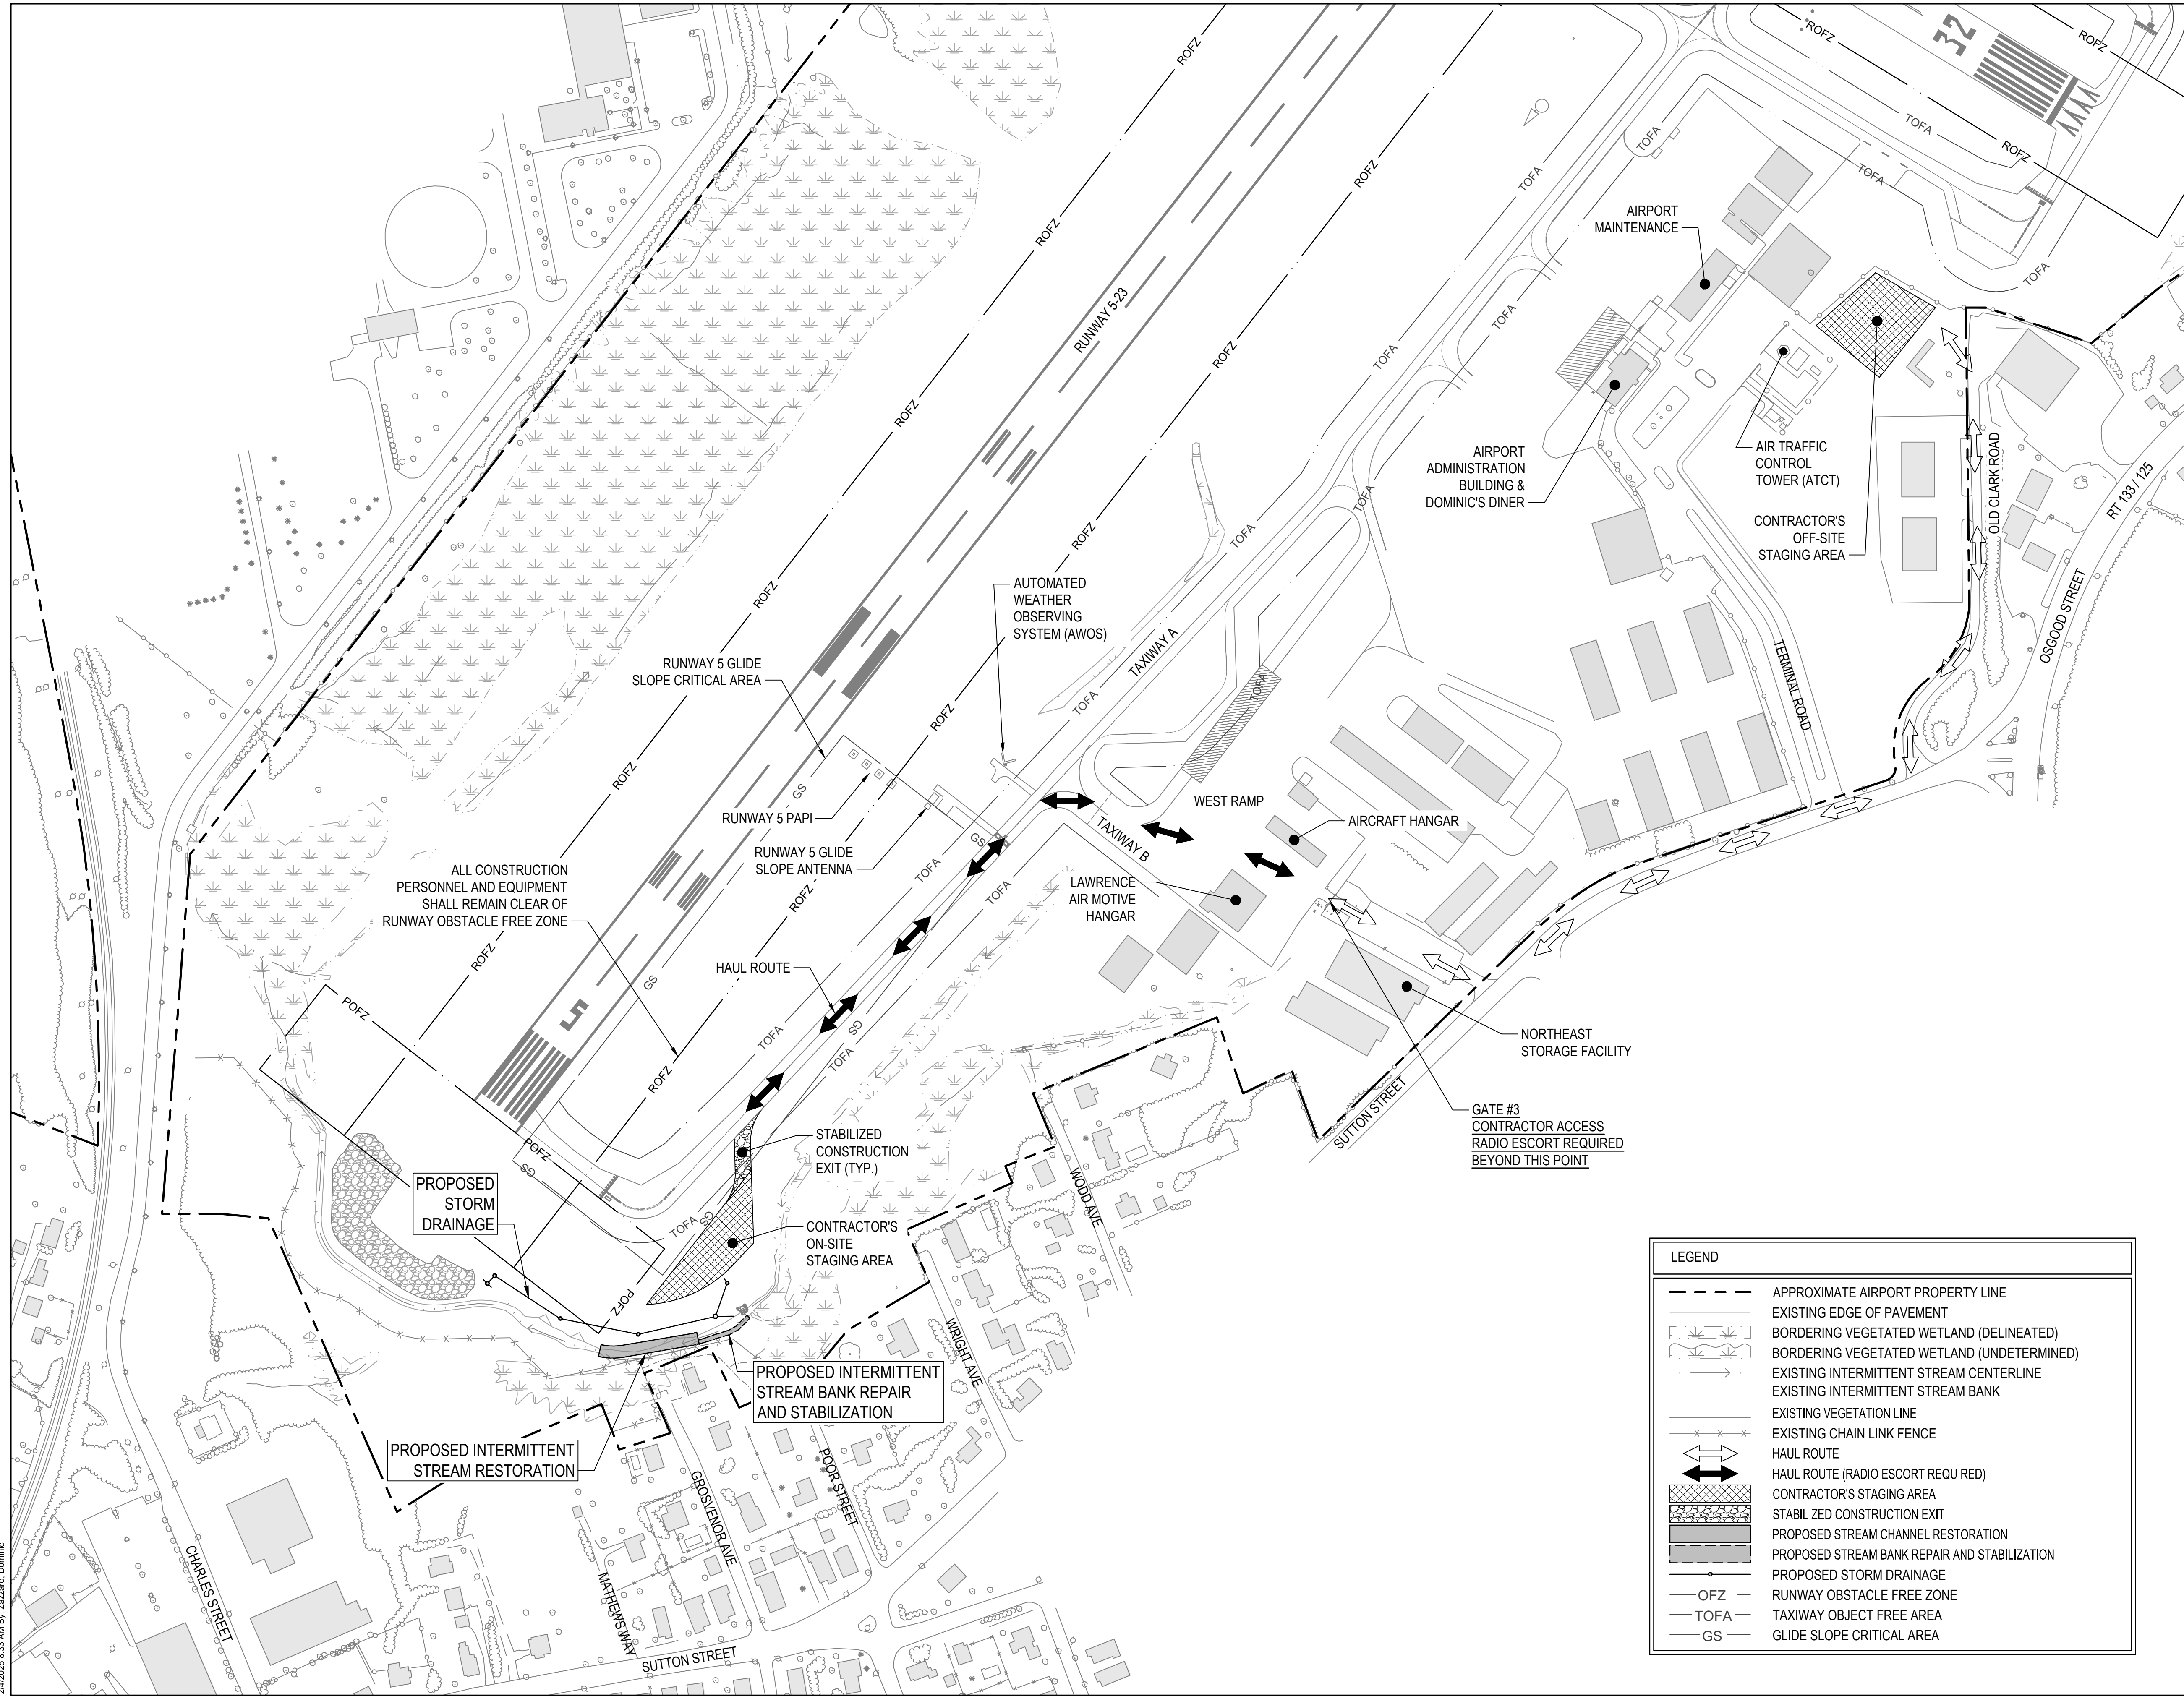 ROFZ
32
ROFZ
ROFZ
TOFA
TOFA
TOFA
ROFZ
ROFZ
TOFA
TOFA
TOFA
ROFZ
ROFZ
ROFZ
TOFA
TOFA
AIRPORT
MAINTENANCE
RUNWAY 5-23
ROFZ
ROFZ
AIRPORT
ADMINISTRATION
BUILDING &
DOMINIC'S DINER
AIR TRAFFIC
CONTROL
TOWER (ATCT)
CONTRACTOR'S
OFF-SITE
STAGING AREA
OLD CLARK ROAD
RT 133 / 125
OSGOOD STREET
TERMINAL ROAD
TOFA
TOFA
ROFZ
ROFZ
AUTOMATED
WEATHER
OBSERVING
SYSTEM (AWOS)
RUNWAY 5 GLIDE
SLOPE CRITICAL AREA
TAXIWAY A
TOFA
TOFA
ROFZ
ROFZ
GS
RUNWAY 5 PAPI
RUNWAY 5 GLIDE
SLOPE ANTENNA
GS
WEST RAMP
TAXIWAY B
AIRCRAFT HANGAR
LAWRENCE
AIR MOTIVE
HANGAR
ALL CONSTRUCTION
PERSONNEL AND EQUIPMENT
SHALL REMAIN CLEAR OF
RUNWAY OBSTACLE FREE ZONE
ROFZ
TOFA
TOFA
ROFZ
GS
HAUL ROUTE
POFZ
5
GS
TOFA
TOFA
ROFZ
NORTHEAST
STORAGE FACILITY
SUTTON STREET
GATE #3
CONTRACTOR ACCESS
RADIO ESCORT REQUIRED
BEYOND THIS POINT
STABILIZED
CONSTRUCTION
EXIT (TYP.)
POFZ
GS
PROPOSED
STORM
DRAINAGE
TOFA
GS
CONTRACTOR'S
ON-SITE
STAGING AREA
WODD AVE
POFZ
WRIGHT AVE
PROPOSED INTERMITTENT
STREAM BANK REPAIR
AND STABILIZATION
PROPOSED INTERMITTENT
STREAM RESTORATION
POOR STREET
GROSVENOR AVE
MATHEWS WAY
CHARLES STREET
SUTTON STREET
LEGEND
APPROXIMATE AIRPORT PROPERTY LINE
EXISTING EDGE OF PAVEMENT
BORDERING VEGETATED WETLAND (DELINEATED)
BORDERING VEGETATED WETLAND (UNDETERMINED)
EXISTING INTERMITTENT STREAM CENTERLINE
EXISTING INTERMITTENT STREAM BANK
EXISTING VEGETATION LINE
EXISTING CHAIN LINK FENCE
HAUL ROUTE
HAUL ROUTE (RADIO ESCORT REQUIRED)
CONTRACTOR'S STAGING AREA
STABILIZED CONSTRUCTION EXIT
PROPOSED STREAM CHANNEL RESTORATION
PROPOSED STREAM BANK REPAIR AND STABILIZATION
PROPOSED STORM DRAINAGE
OFZ RUNWAY OBSTACLE FREE ZONE
TOFA TAXIWAY OBJECT FREE AREA
GS GLIDE SLOPE CRITICAL AREA